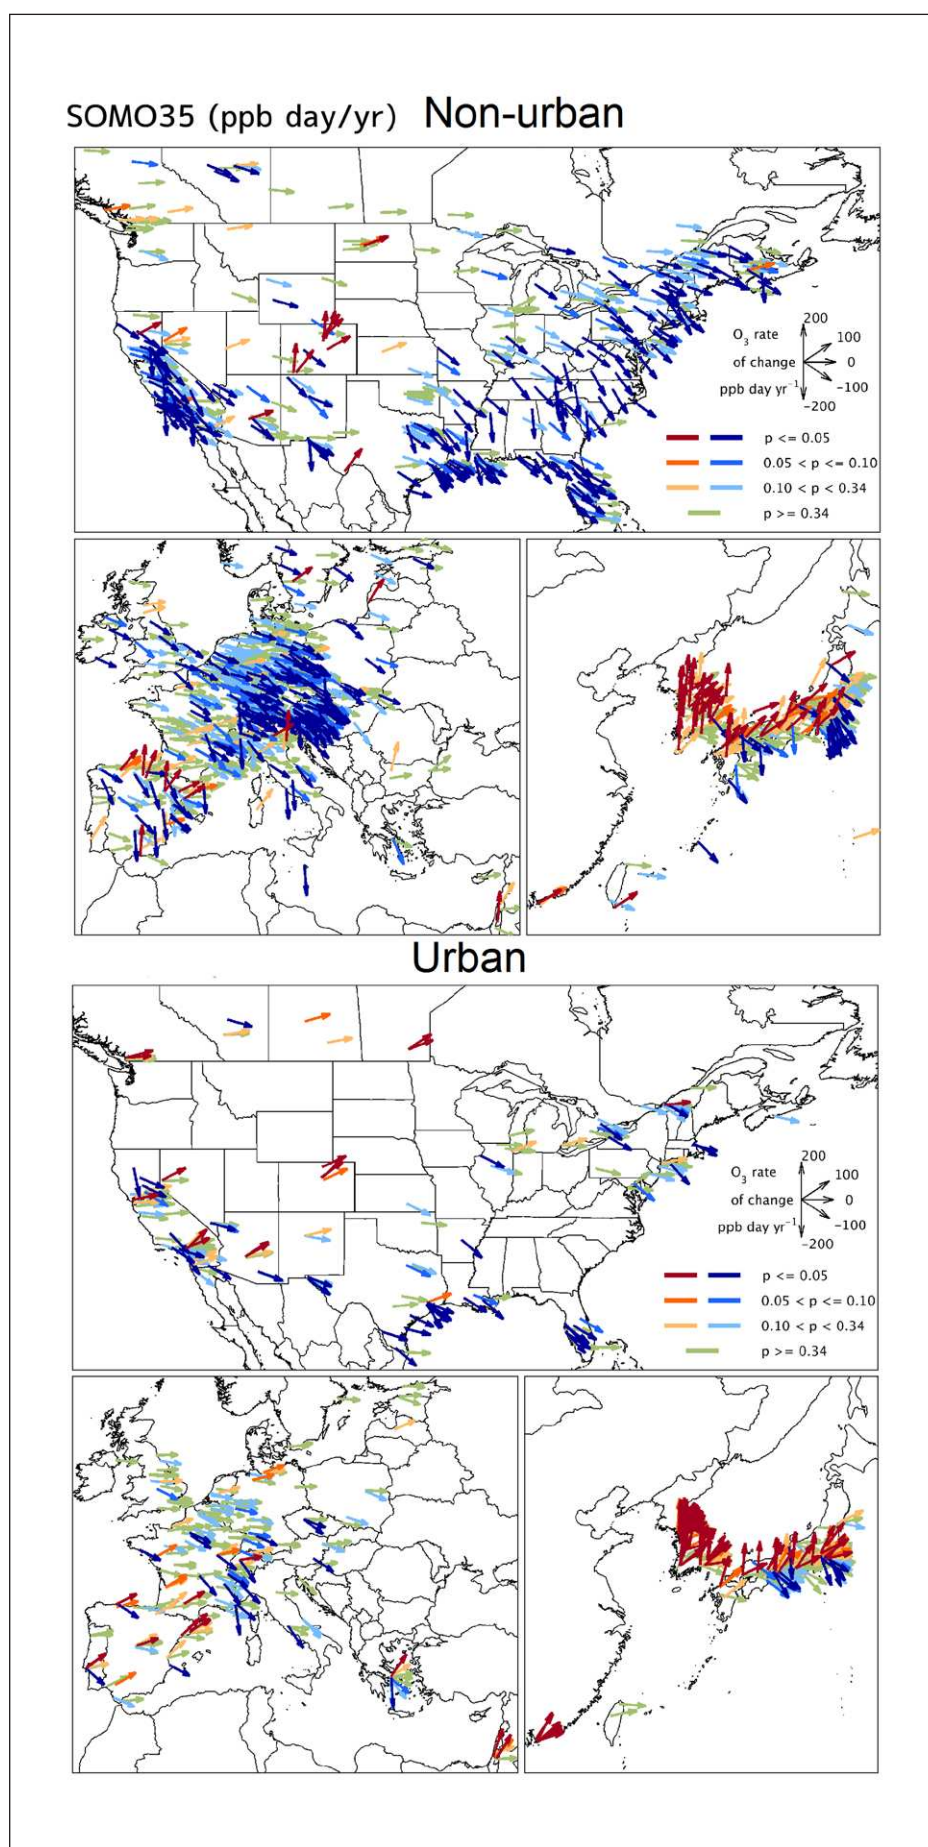 SOMO35 (ppb day/yr) Non-urban
200
O3 rate
100
of change
0
ppb day yr−1
−100
−200
p <= 0.05
0.05 < p <= 0.10
0.10 < p < 0.34
p >= 0.34
Urban
200
O3 rate
100
of change
0
ppb day yr−1
−100
−200
p <= 0.05
0.05 < p <= 0.10
0.10 < p < 0.34
p >= 0.34